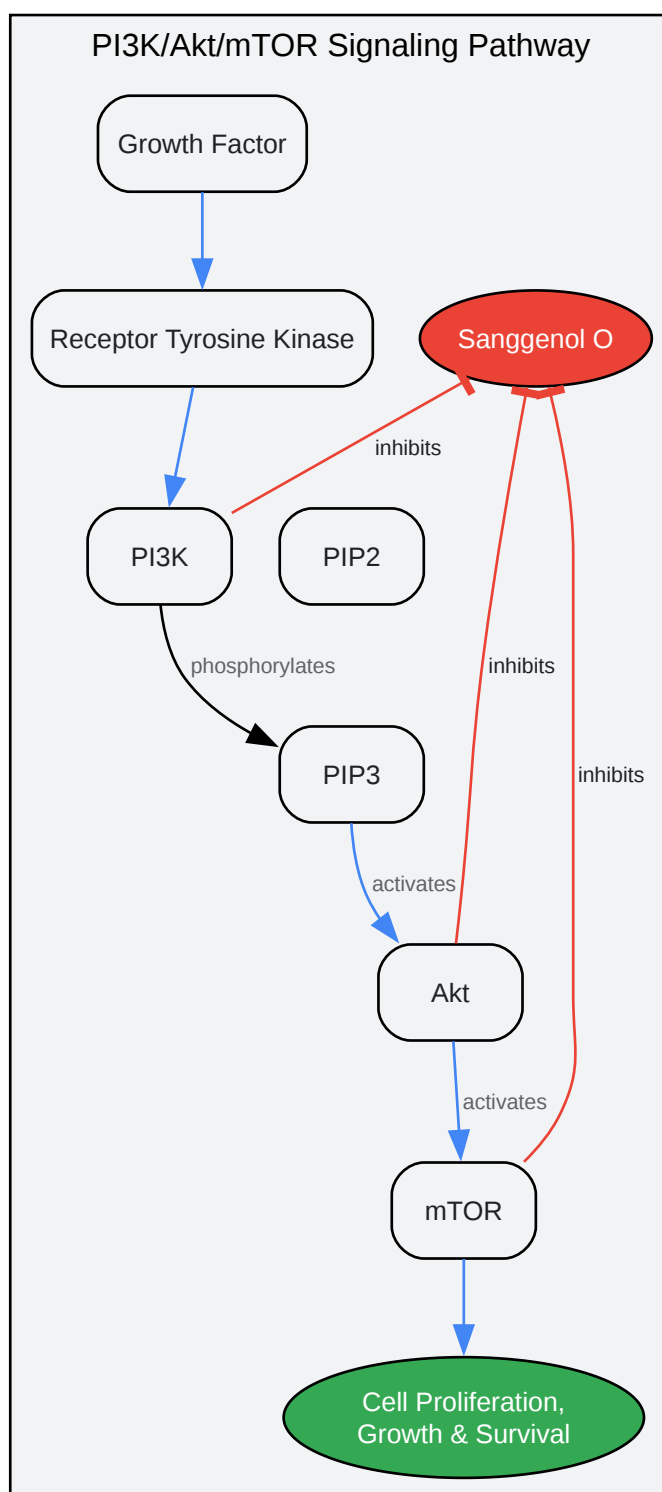 PI3K/Akt/mTOR Signaling Pathway
Growth Factor
Receptor Tyrosine Kinase
Sanggenol O
inhibits
PI3K
PIP2
phosphorylates
inhibits
PIP3
inhibits
activates
Akt
activates
mTOR
Cell Proliferation,
Growth & Survival